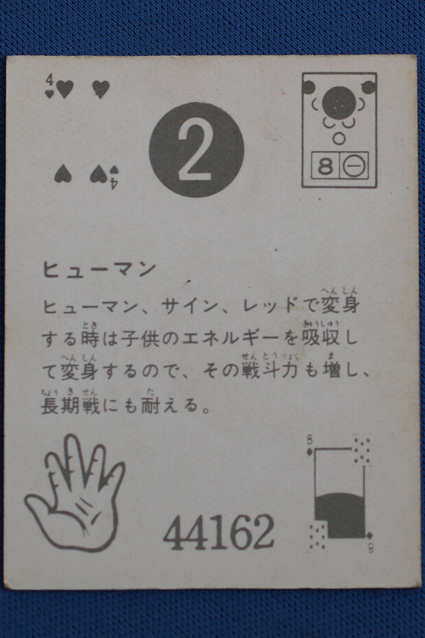 4
2
4
8 ㊀
ヒューマン
ヒューマン、サイン、レッドで変身
する時は子供のエネルギーを吸収し
て変身するので、その戦斗力も増し、
長期戦にも耐える。
8
44162
8